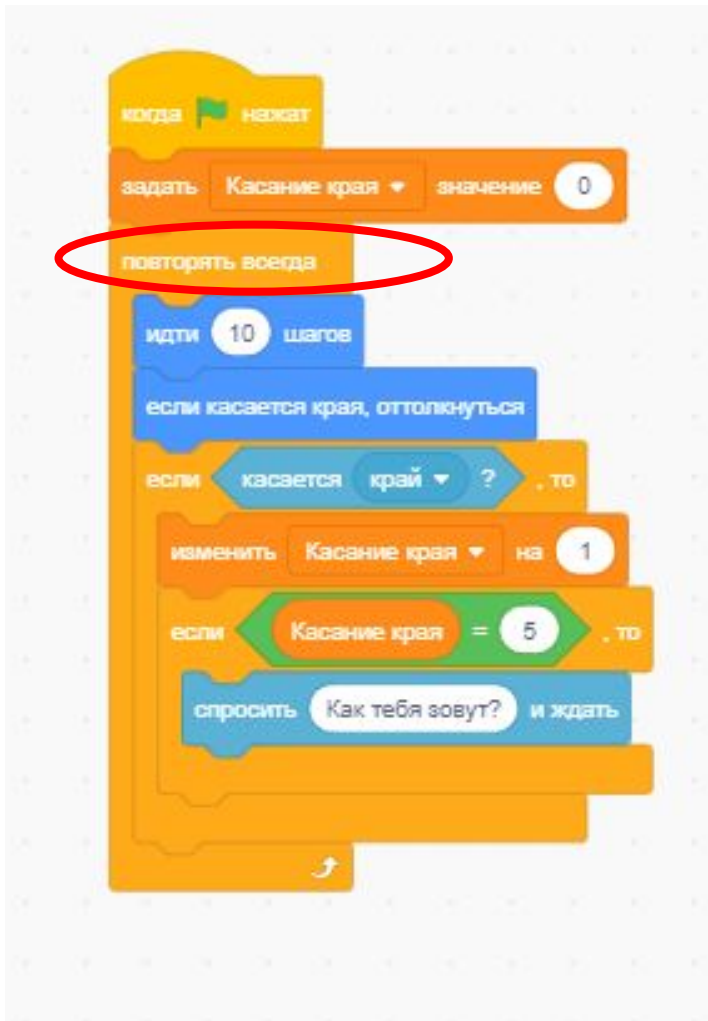 когда нажат
задать Касание края значение 0
повторять всегда
идти 10 шагов
если касается края, оттолкнуться
если касается край ? , то
изменить Касание края на 1
если Касание края = 5 , то
спросить Как тебя зовут? и ждать